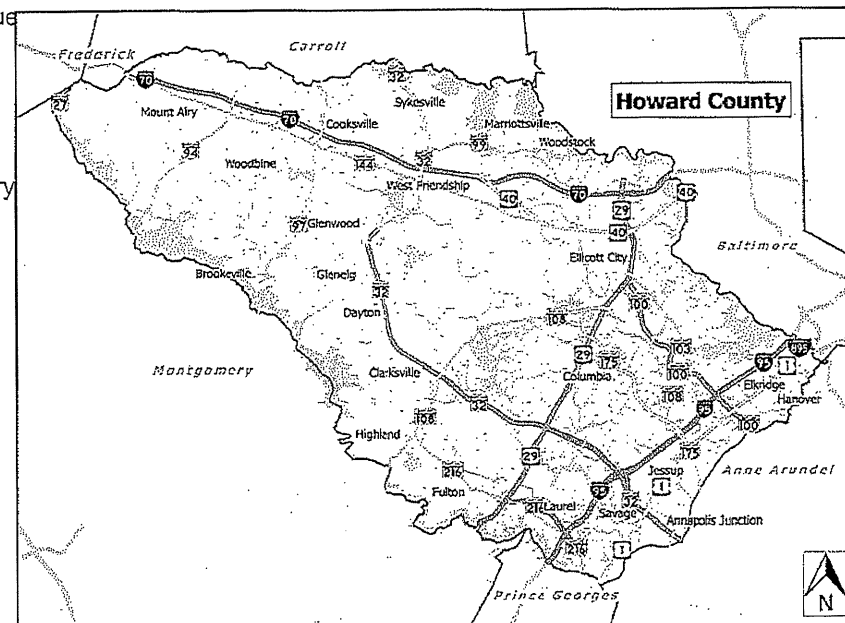 ue
ry
Frederick
Carroll
Howard County
70
32
27
Mount Airy
70
Cooksville
Sykesville
Marriottsville
99
Woodstock
94
Woodbine
144
32
West Friendship
40
70
29
40
40
97
Glenwood
Ellicott City
Baltimore
Brookeville
Glenelg
32
Dayton
100
108
Montgomery
Clarksville
29
175
Columbia
103
100
95
1
Elkridge
Hanover
32
108
95
100
108
Highland
29
175
216
Fulton
Jessup
1
Anne Arundel
95
32
216
Laurel
Savage
Annapolis Junction
216
1
Prince Georges
N